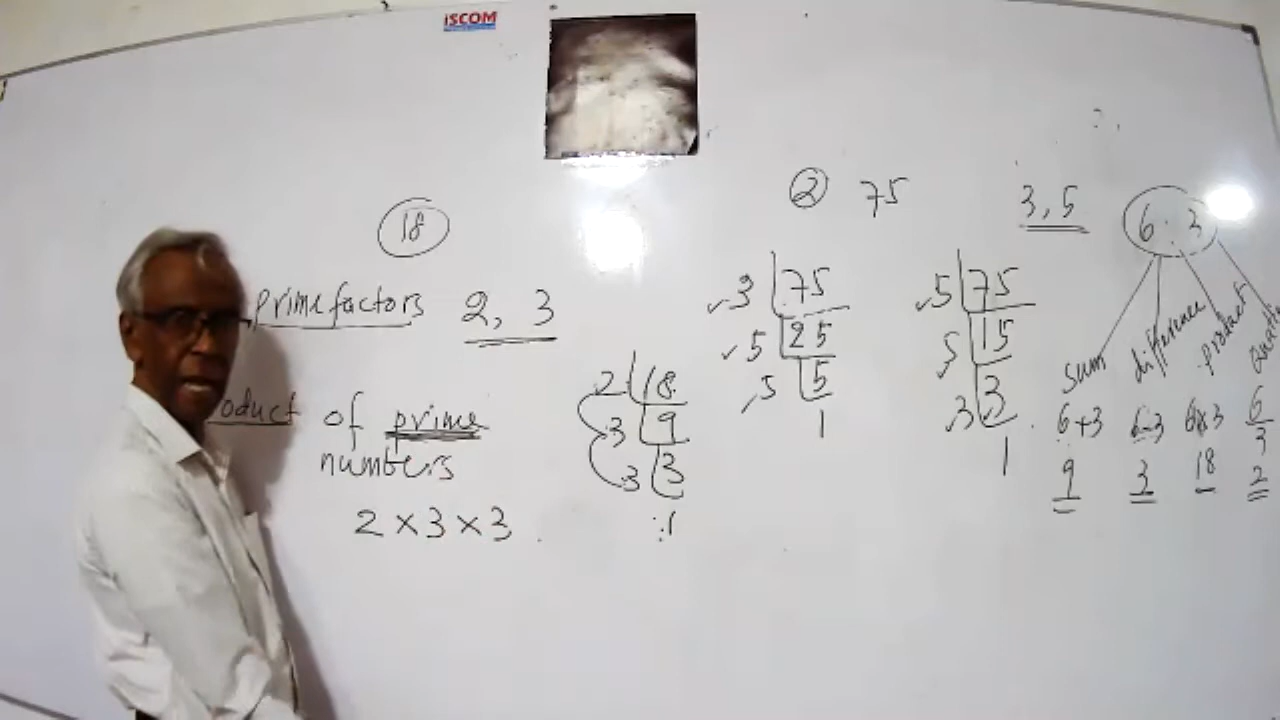 iSCOM
18
prime factors 2, 3
product of prime
numbers
2 × 3 × 3
2 18
3 9
3 3
1
② 75
3 75
5 25
5 5
1
3, 5
5 75
5 15
3 3
1
6 . 3
sum difference product
6+3 6-3 6×3 6/3
9 3 18 2